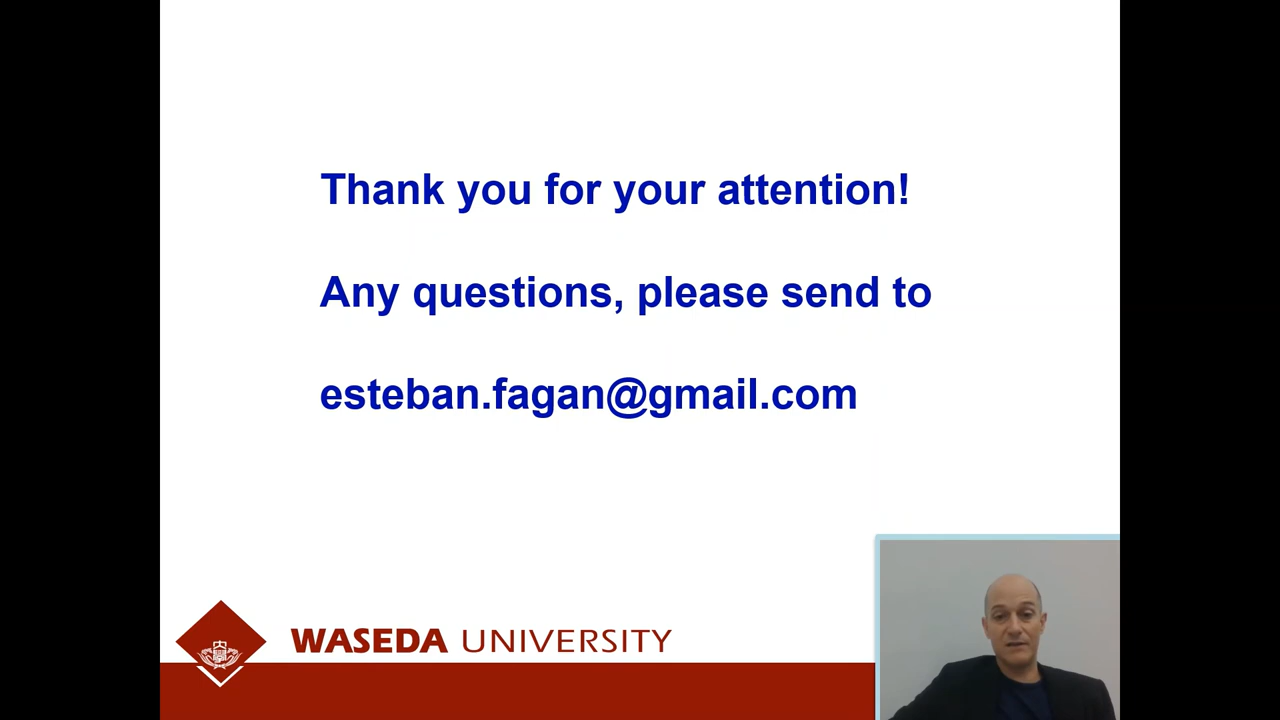 Thank you for your attention!
Any questions, please send to
esteban.fagan@gmail.com
WASEDA UNIVERSITY